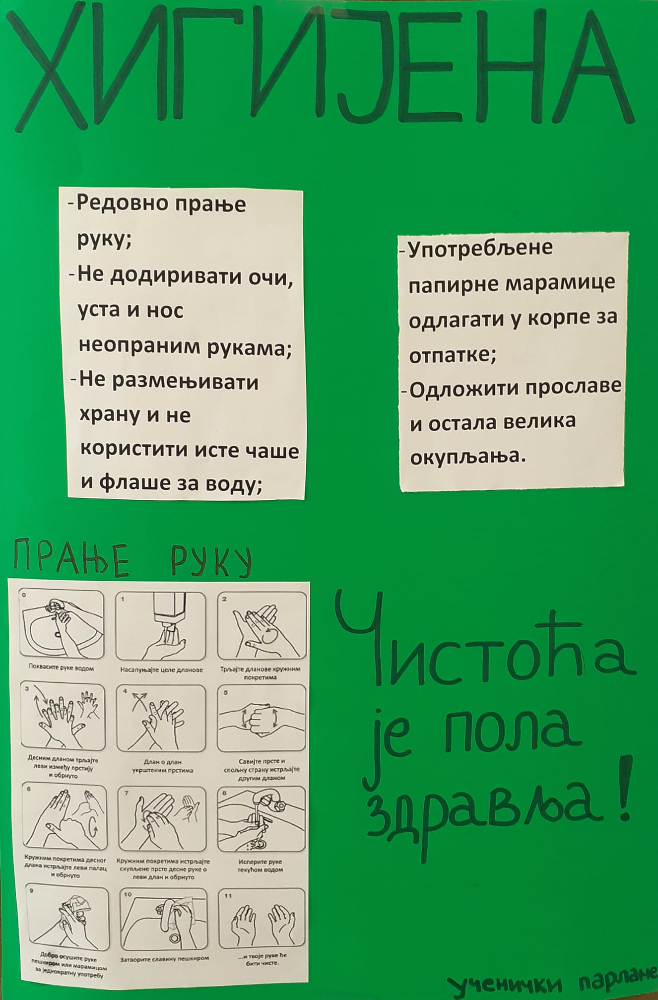 ХИГИЈЕНА
-Редовно прање
руку;
-Не додиривати очи,
уста и нос
неопраним рукама;
-Не размењивати
храну и не
користити исте чаше
и флаше за воду;
-Употребљене
папирне марамице
одлагати у корпе за
отпатке;
-Одложити прославе
и остала велика
окупљања.
ПРАЊЕ РУКУ
0
Поквасите руке водом
1
Насапуњајте целе дланове
2
Трљајте дланове кружним
покретима
3
Десним дланом трљајте
леви између прстију
и обрнуто
4
Длан о длан
укрштеним прстима
5
Савијте прсте и
спољну страну истрљајте
другим дланом
6
Кружним покретима десног
длана истрљајте леви палац
и обрнуто
7
Кружним покретима истрљајте
скупљене прсте десне руке о
леви длан и обрнуто
8
Исперите руке
текућом водом
9
Добро осушите руке
пешкиром или марамицом
за једнократну употребу
10
Затворите славину пешкиром
11
...и твоје руке ће
бити чисте.
Чистоћа
је пола
здравља!
ученички парламе